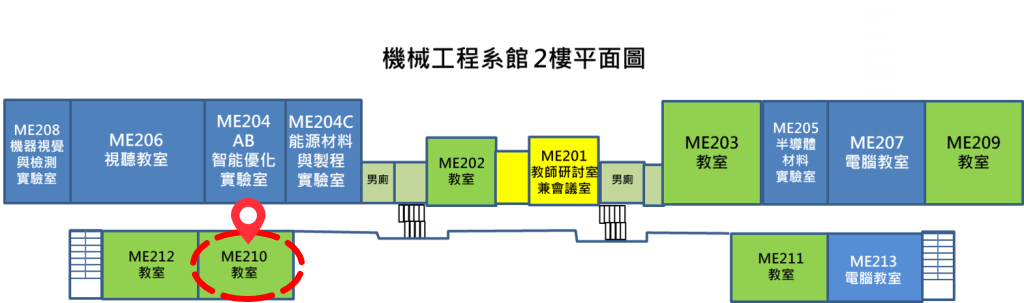 機械工程系館 2樓平面圖
ME208
機器視覺
與檢測
實驗室
ME206
視聽教室
ME204
AB
智能優化
實驗室
ME204C
能源材料
與製程
實驗室
男廁
ME202
教室
ME201
教師研討室
兼會議室
男廁
ME203
教室
ME205
半導體
材料
實驗室
ME207
電腦教室
ME209
教室
ME212
教室
ME210
教室
ME211
教室
ME213
電腦教室